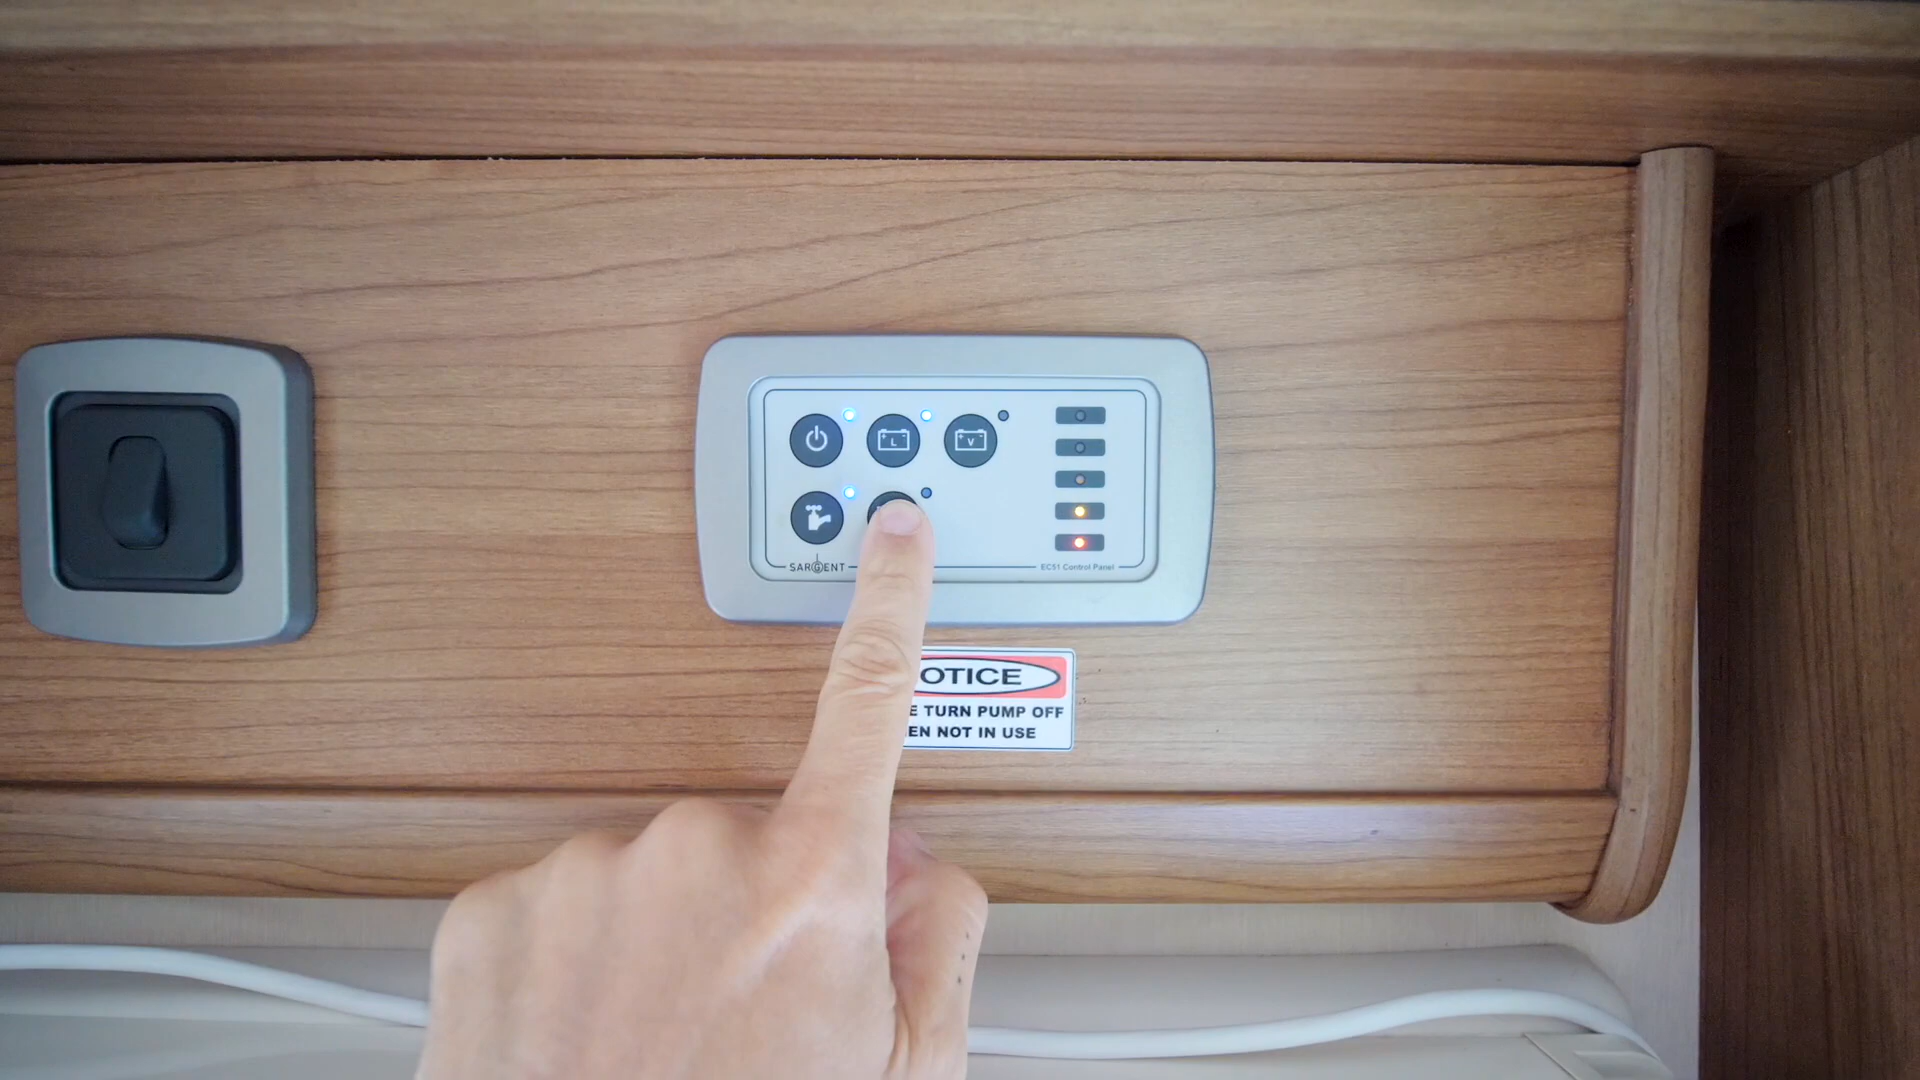 L
V
SARGENT
EC51 Control Panel
OTICE
E TURN PUMP OFF
EN NOT IN USE